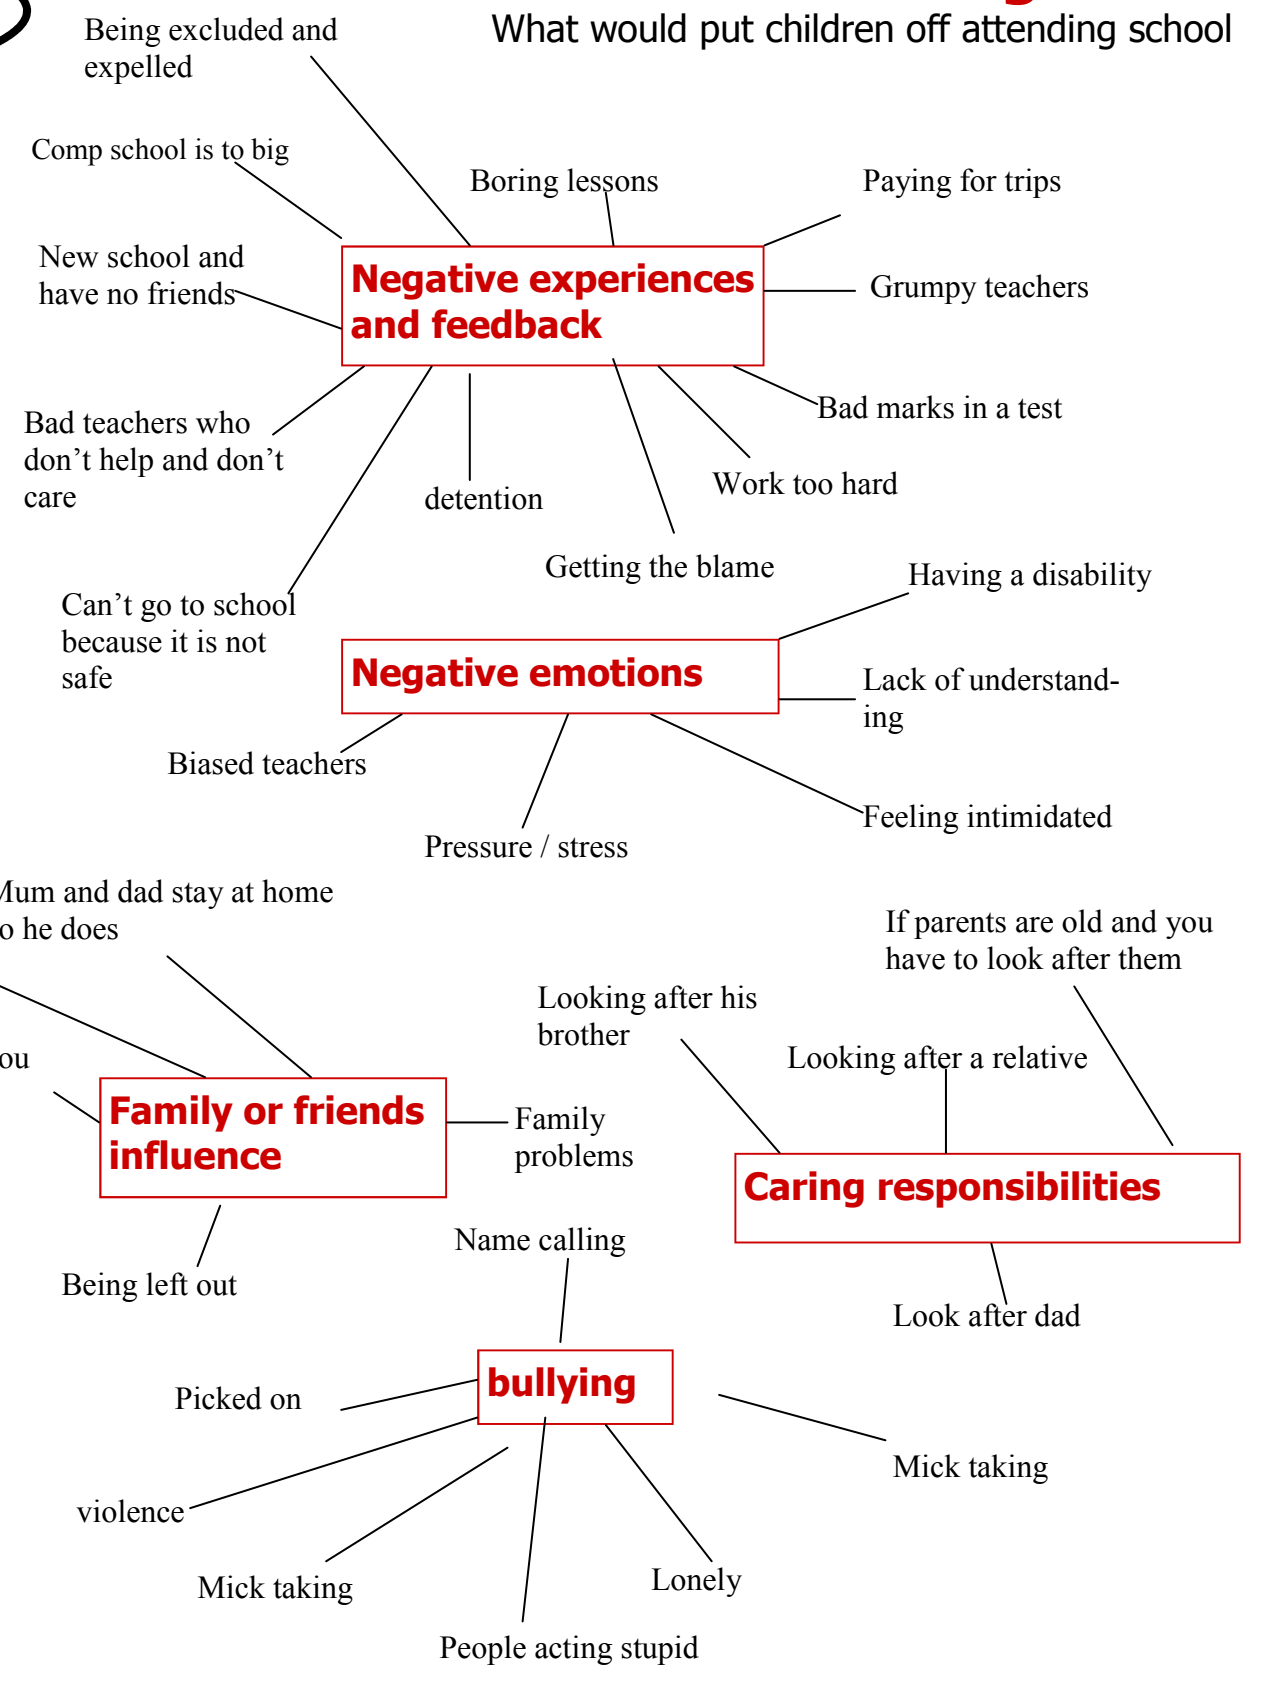 What would put children off attending school
Being excluded and
expelled
Comp school is to big
Boring lessons
Paying for trips
New school and
have no friends
Negative experiences
and feedback
Grumpy teachers
Bad teachers who
don’t help and don’t
care
Bad marks in a test
Work too hard
detention
Getting the blame
Can’t go to school
because it is not
safe
Having a disability
Negative emotions
Lack of understand-
ing
Biased teachers
Feeling intimidated
Pressure / stress
Mum and dad stay at home
o he does
If parents are old and you
have to look after them
Looking after his
brother
Looking after a relative
ou
Family or friends
influence
Family
problems
Caring responsibilities
Being left out
Name calling
Look after dad
bullying
Picked on
Mick taking
violence
Mick taking
Lonely
People acting stupid